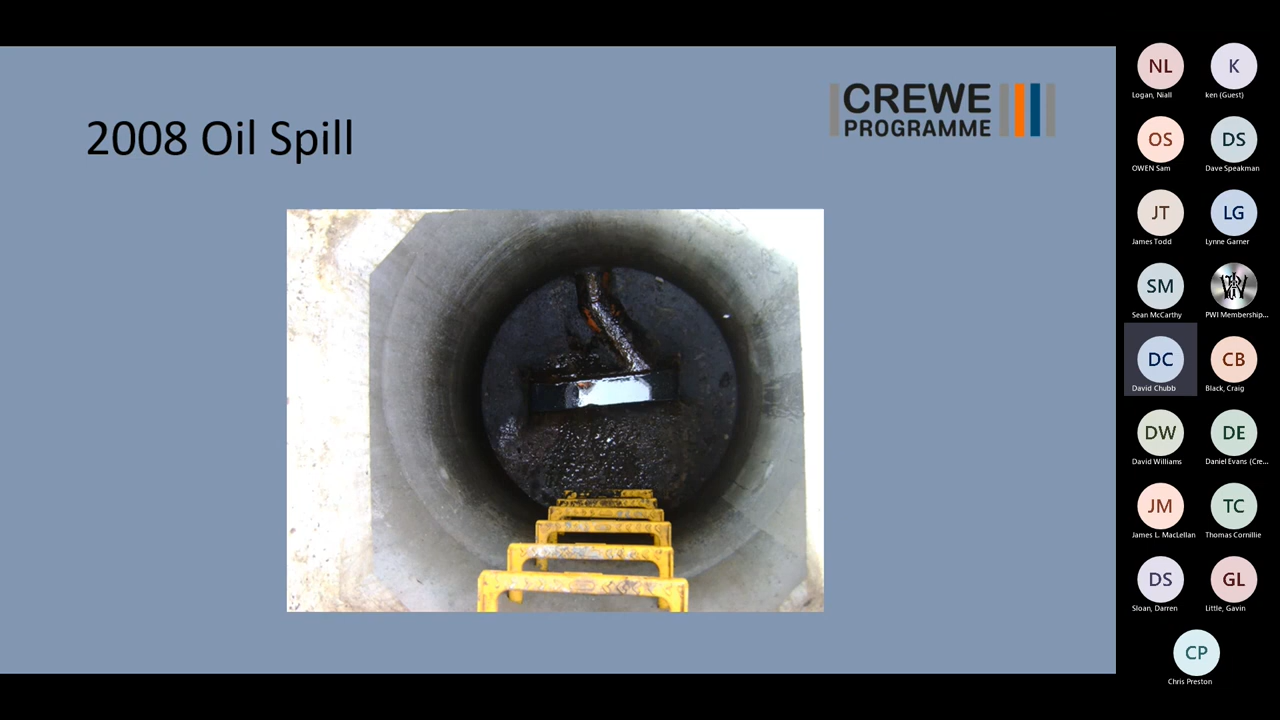 2008 Oil Spill
CREWE
PROGRAMME
NL
Logan, Niall
K
ken (Guest)
OS
OWEN Sam
DS
Dave Speakman
JT
James Todd
LG
Lynne Garner
SM
Sean McCarthy
PWI Membership...
DC
David Chubb
CB
Black, Craig
DW
David Williams
DE
Daniel Evans (Cre...
JM
James L. MacLellan
TC
Thomas Cornillie
DS
Sloan, Darren
GL
Little, Gavin
CP
Chris Preston